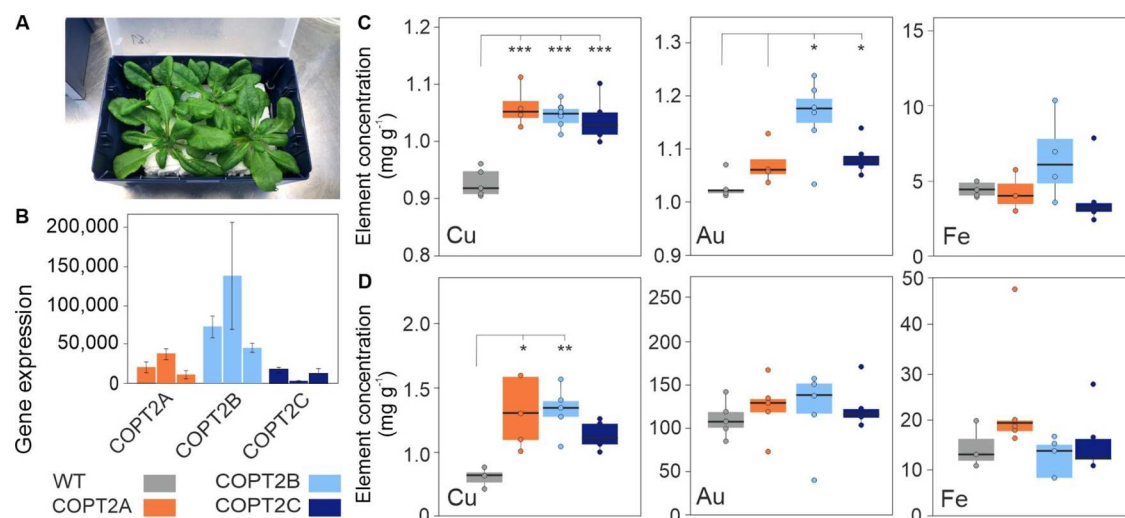 A
B
Gene expression
200,000
150,000
100,000
50,000
0
COPT2A
COPT2B
COPT2C
WT
COPT2A
COPT2B
COPT2C
C
Element concentration
(mg g⁻¹)
1.2
1.1
1.0
0.9
0.8
*** *** ***
Cu
1.3
1.2
1.1
1.0
0.9
* *
Au
15
10
5
0
Fe
D
Element concentration
(mg g⁻¹)
2.0
1.5
1.0
0
* **
Cu
250
200
150
100
50
0
Au
50
40
30
20
10
0
Fe